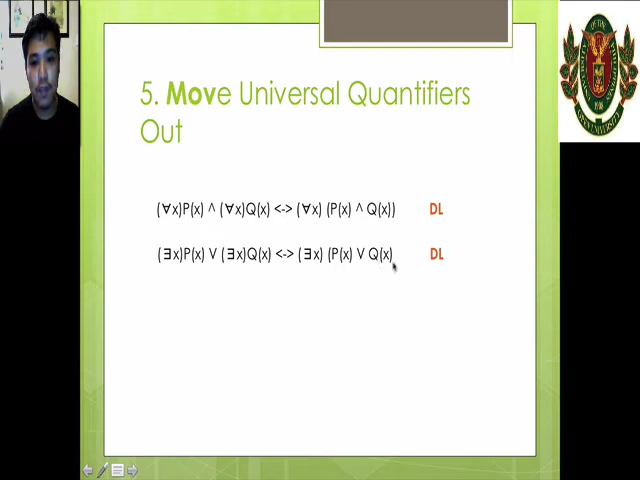 5. Move Universal Quantifiers
Out
(∀x)P(x) ^ (∀x)Q(x) <-> (∀x) (P(x) ^ Q(x)) DL
(∃x)P(x) V (∃x)Q(x) <-> (∃x) (P(x) V Q(x) DL